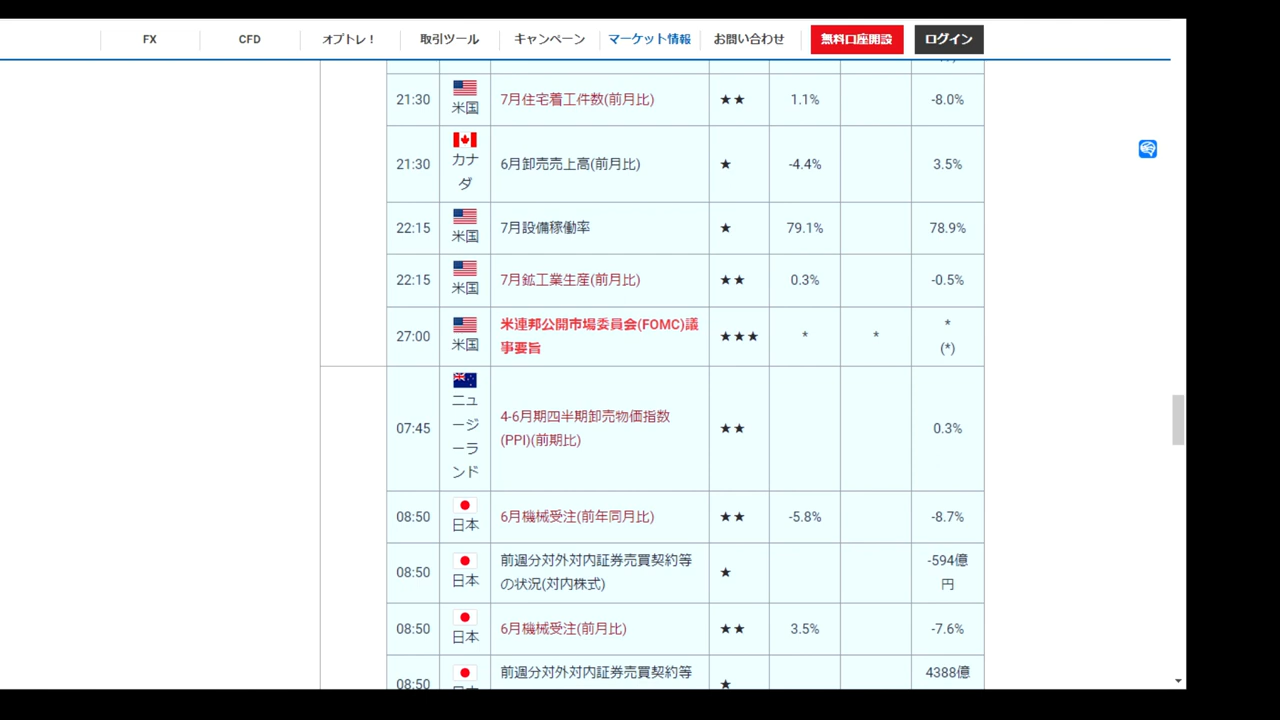 FX CFD オプトレ！ 取引ツール キャンペーン マーケット情報 お問い合わせ 無料口座開設 ログイン
21:30 米国 7月住宅着工件数(前月比) ★★ 1.1% -8.0%
21:30 カナ
ダ 6月卸売売上高(前月比) ★ -4.4% 3.5%
22:15 米国 7月設備稼働率 ★ 79.1% 78.9%
22:15 米国 7月鉱工業生産(前月比) ★★ 0.3% -0.5%
27:00 米国 米連邦公開市場委員会(FOMC)議
事要旨 ★★★ * * *
(*)
07:45 ニュ
ージ
ーラ
ンド 4-6月期四半期卸売物価指数
(PPI)(前期比) ★★ 0.3%
08:50 日本 6月機械受注(前年同月比) ★★ -5.8% -8.7%
08:50 日本 前週分対外対内証券売買契約等
の状況(対内株式) ★ -594億
円
08:50 日本 6月機械受注(前月比) ★★ 3.5% -7.6%
08:50 前週分対外対内証券売買契約等 ★ 4388億